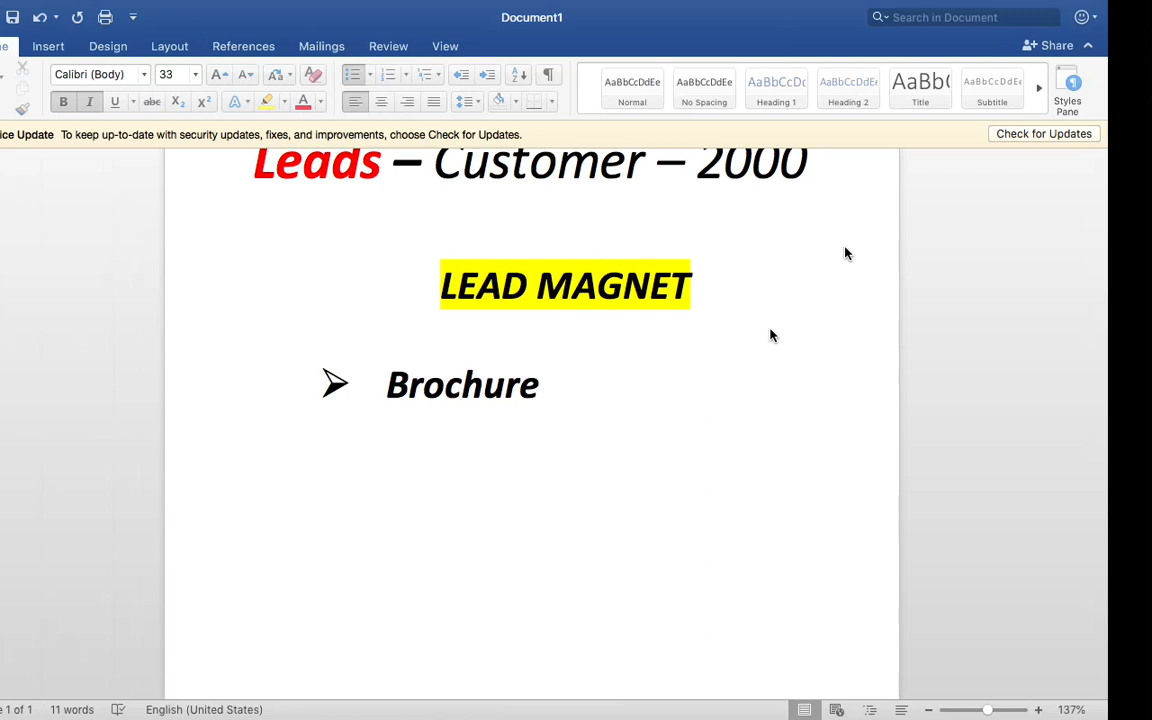 Document1
Search in Document
Insert Design Layout References Mailings Review View
Share
Calibri (Body) 33
AaBbCcDdEe AaBbCcDdEe AaBbCcDc AaBbCcDdEe AaBb( AaBbCcDdEe
Normal No Spacing Heading 1 Heading 2 Title Subtitle
Styles
Pane
B I U abc X2 X2 A A
ice Update To keep up-to-date with security updates, fixes, and improvements, choose Check for Updates.
Check for Updates
Leads – Customer – 2000
LEAD MAGNET
➢ Brochure
e 1 of 1 11 words English (United States) 137%